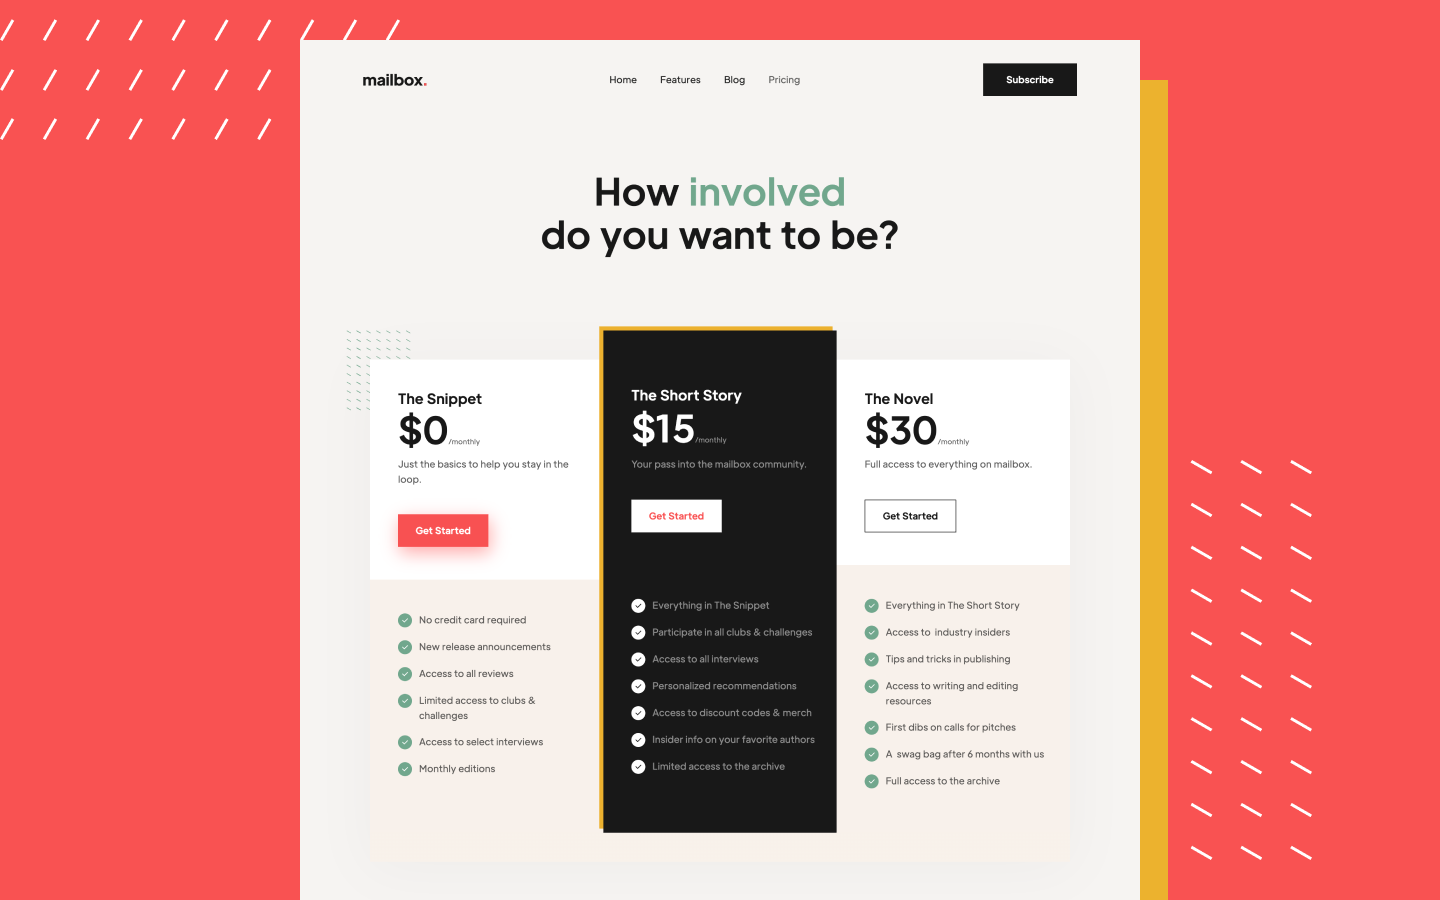 mailbox.
Home Features Blog Pricing
Subscribe
How involved
do you want to be?
The Snippet
$0/monthly
Just the basics to help you stay in the
loop.
Get Started
No credit card required
New release announcements
Access to all reviews
Limited access to clubs &
challenges
Access to select interviews
Monthly editions
The Short Story
$15/monthly
Your pass into the mailbox community.
Get Started
Everything in The Snippet
Participate in all clubs & challenges
Access to all interviews
Personalized recommendations
Access to discount codes & merch
Insider info on your favorite authors
Limited access to the archive
The Novel
$30/monthly
Full access to everything on mailbox.
Get Started
Everything in The Short Story
Access to  industry insiders
Tips and tricks in publishing
Access to writing and editing
resources
First dibs on calls for pitches
A  swag bag after 6 months with us
Full access to the archive